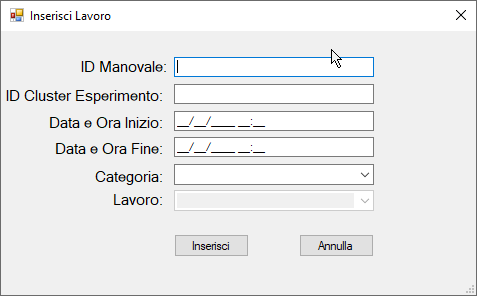 Inserisci Lavoro
ID Manovale:
ID Cluster Esperimento:
Data e Ora Inizio: __/__/____ __:__
Data e Ora Fine: __/__/____ __:__
Categoria:
Lavoro:
Inserisci Annulla